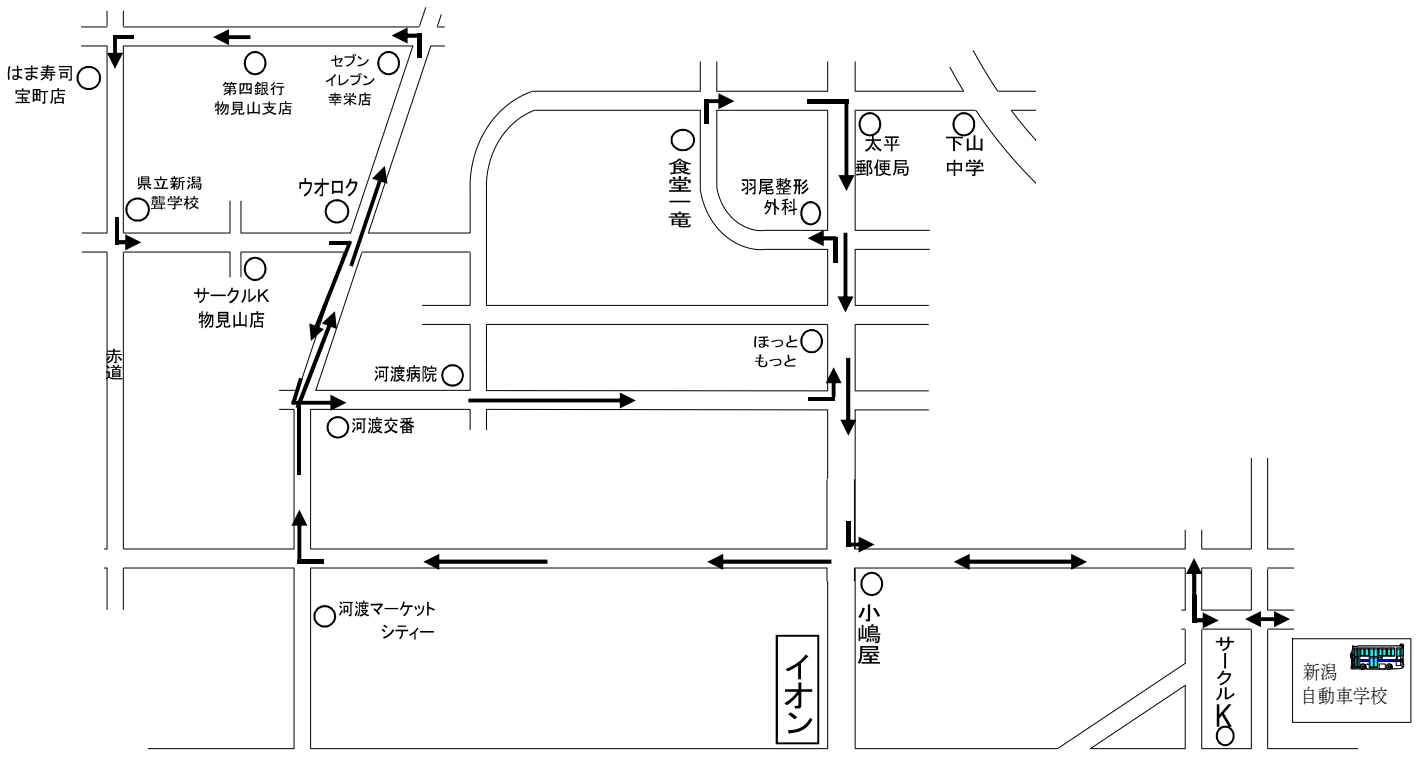 はま寿司
宝町店
第四銀行
物見山支店
セブン
イレブン
幸栄店
県立新潟
聾学校
ウオロク
食堂一竜
羽尾整形
外科
太平
郵便局
下山
中学
サークルK
物見山店
赤道
河渡病院
ほっと
もっと
河渡交番
河渡マーケット
シティー
イオン
小嶋屋
サークルK
新潟
自動車学校